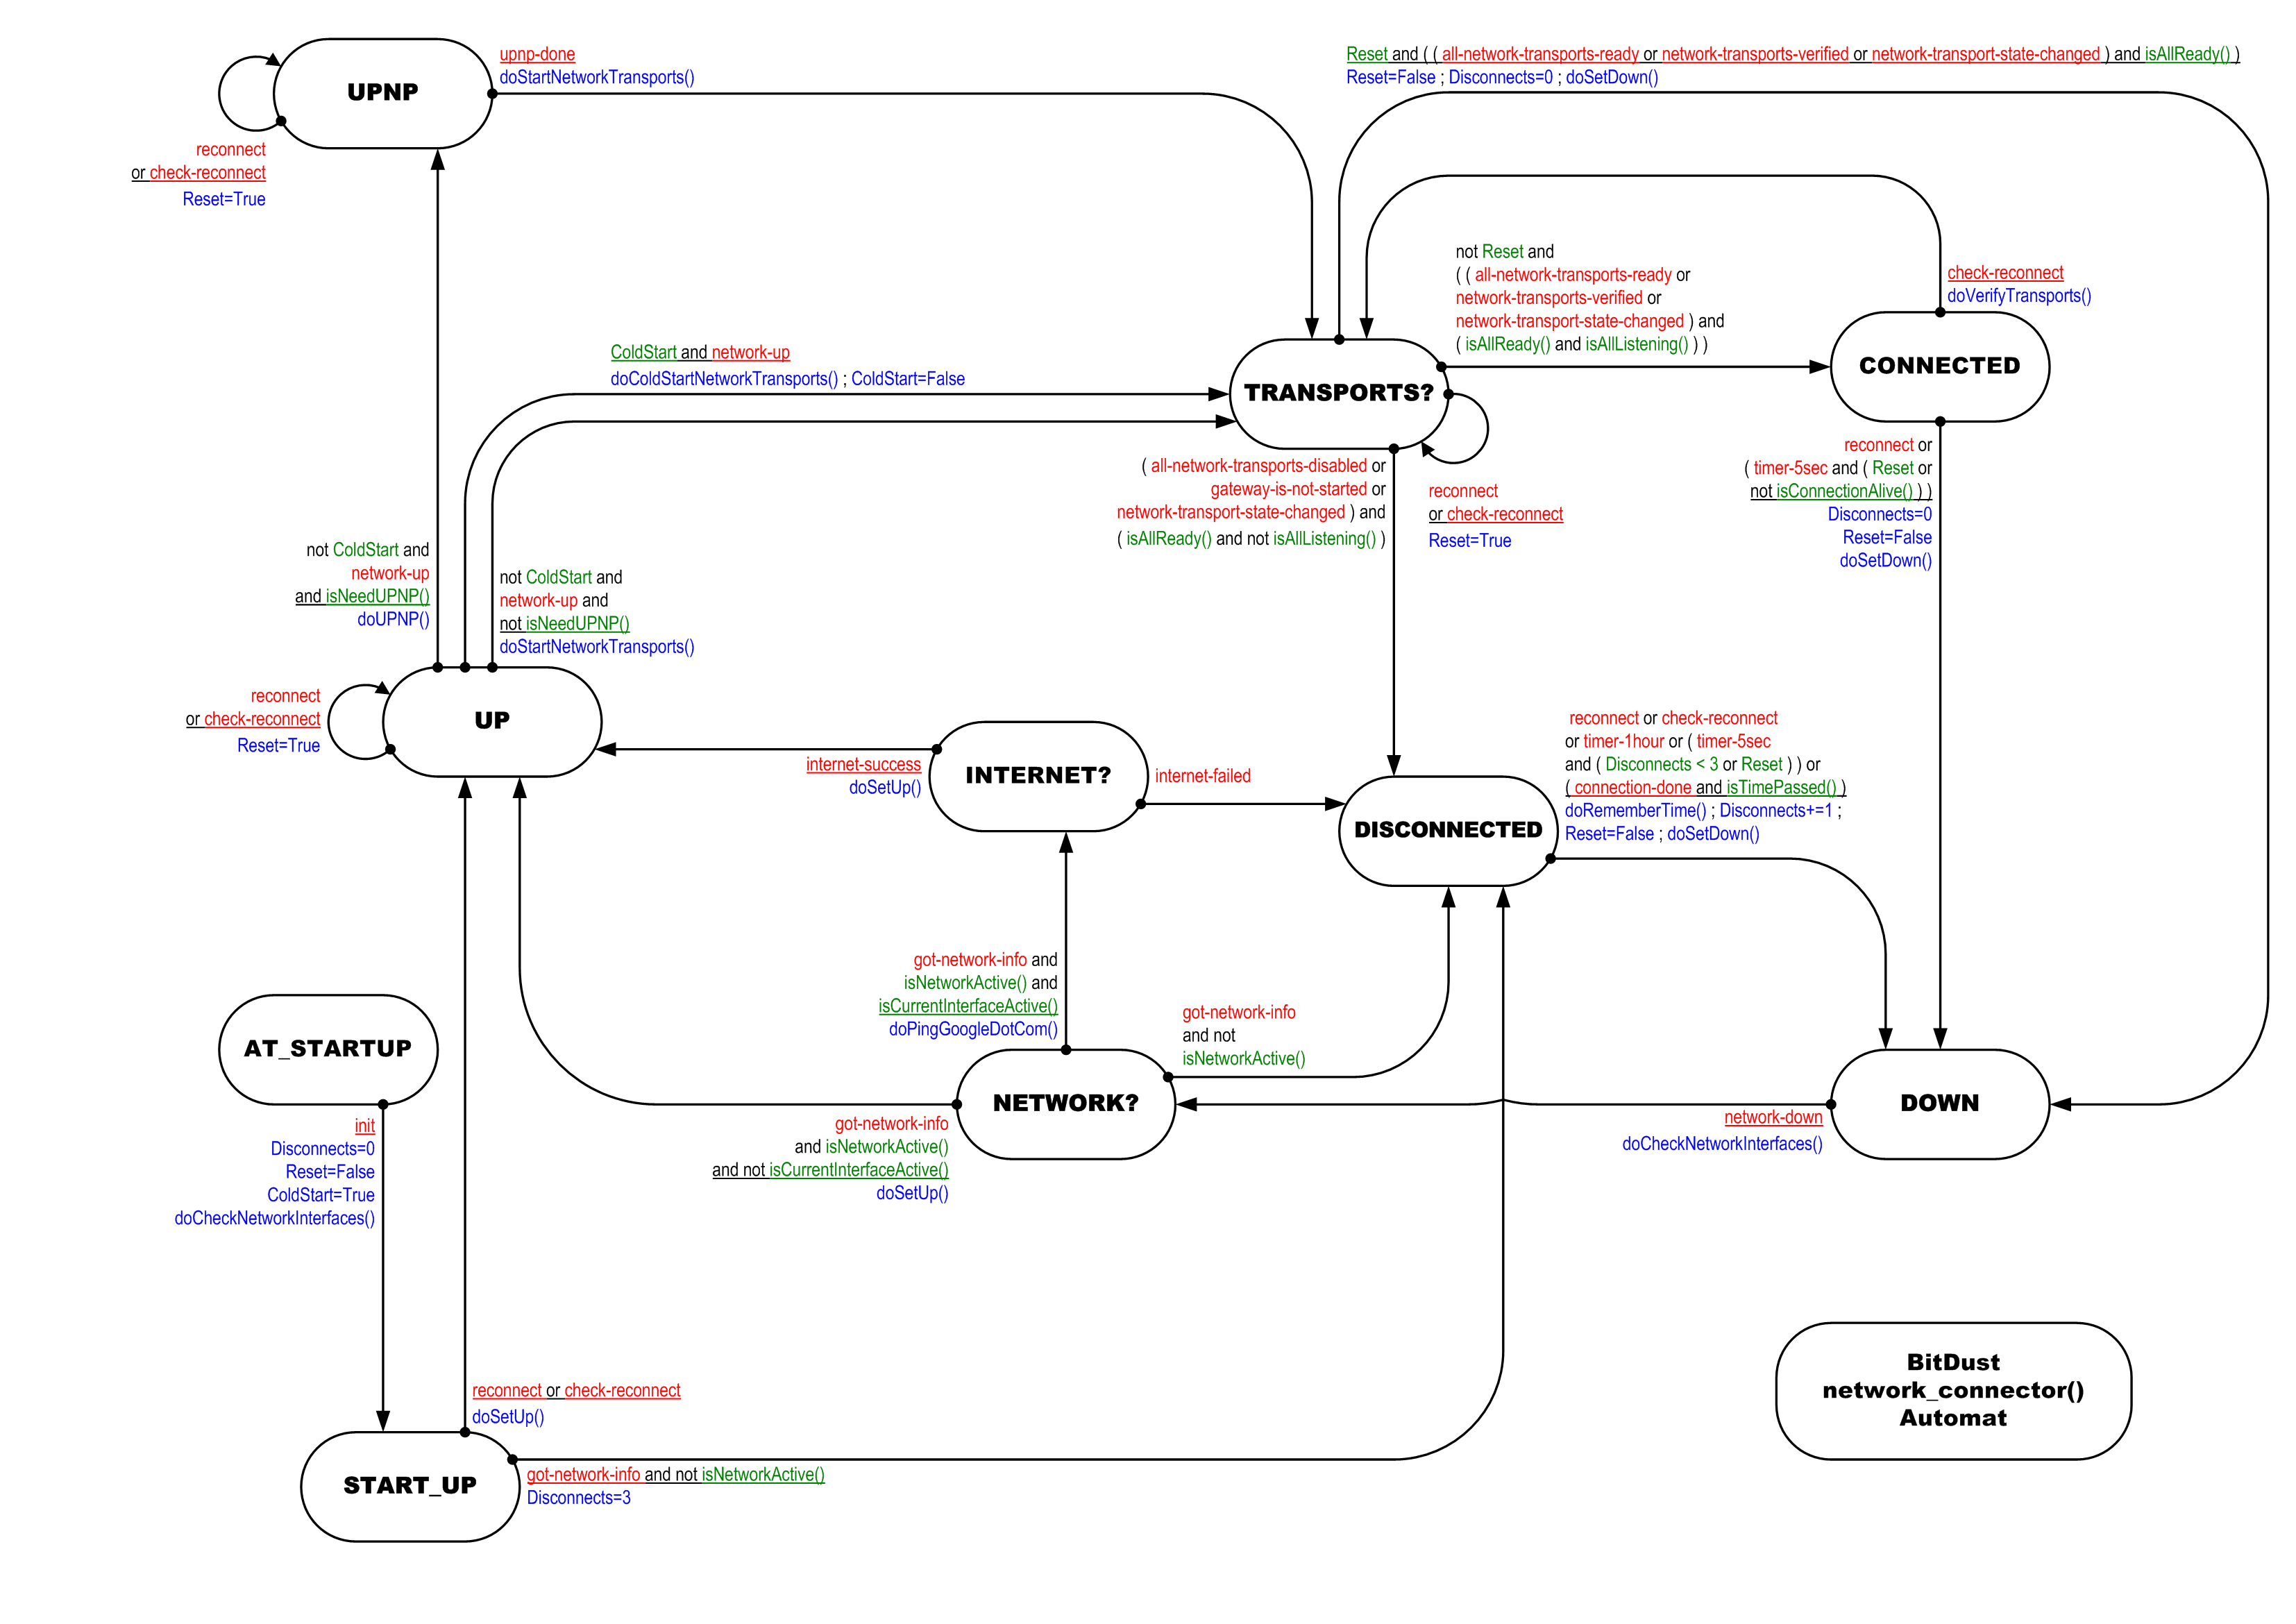 UPNP
upnp-done
doStartNetworkTransports()
reconnect
or check-reconnect
Reset=True
Reset and ( ( all-network-transports-ready or network-transports-verified or network-transport-state-changed ) and isAllReady() )
Reset=False ; Disconnects=0 ; doSetDown()
not Reset and
( ( all-network-transports-ready or
network-transports-verified or
network-transport-state-changed ) and
( isAllReady() and isAllListening() ) )
check-reconnect
doVerifyTransports()
ColdStart and network-up
doColdStartNetworkTransports() ; ColdStart=False
TRANSPORTS?
CONNECTED
( all-network-transports-disabled or
gateway-is-not-started or
network-transport-state-changed ) and
( isAllReady() and not isAllListening() )
reconnect
or check-reconnect
Reset=True
reconnect or
( timer-5sec and ( Reset or
not isConnectionAlive() ) )
Disconnects=0
Reset=False
doSetDown()
not ColdStart and
network-up
and isNeedUPNP()
doUPNP()
not ColdStart and
network-up and
not isNeedUPNP()
doStartNetworkTransports()
reconnect
or check-reconnect
Reset=True
UP
internet-success
doSetUp()
INTERNET?
internet-failed
reconnect or check-reconnect
or timer-1hour or ( timer-5sec
and ( Disconnects < 3 or Reset ) ) or
( connection-done and isTimePassed() )
doRememberTime() ; Disconnects+=1 ;
Reset=False ; doSetDown()
DISCONNECTED
got-network-info and
isNetworkActive() and
isCurrentInterfaceActive()
doPingGoogleDotCom()
got-network-info
and not
isNetworkActive()
AT_STARTUP
init
Disconnects=0
Reset=False
ColdStart=True
doCheckNetworkInterfaces()
NETWORK?
got-network-info
and isNetworkActive()
and not isCurrentInterfaceActive()
doSetUp()
DOWN
network-down
doCheckNetworkInterfaces()
reconnect or check-reconnect
doSetUp()
START_UP
got-network-info and not isNetworkActive()
Disconnects=3
BitDust
network_connector()
Automat